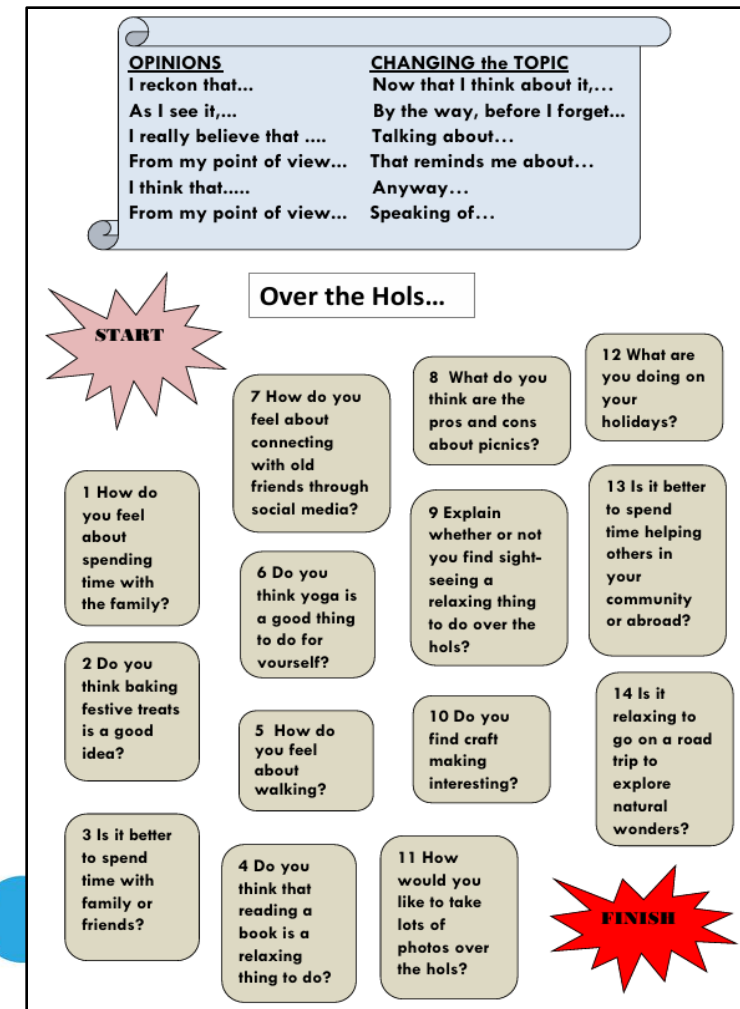 OPINIONS
I reckon that...
As I see it,...
I really believe that ....
From my point of view...
I think that.....
From my point of view...
CHANGING the TOPIC
Now that I think about it,...
By the way, before I forget...
Talking about...
That reminds me about...
Anyway...
Speaking of...
Over the Hols...
START
1 How do
you feel
about
spending
time with
the family?
2 Do you
think baking
festive treats
is a good
idea?
3 Is it better
to spend
time with
family or
friends?
4 Do you
think that
reading a
book is a
relaxing
thing to do?
5 How do
you feel
about
walking?
6 Do you
think yoga is
a good thing
to do for
yourself?
7 How do you
feel about
connecting
with old
friends through
social media?
8 What do you
think are the
pros and cons
about picnics?
9 Explain
whether or not
you find sight-
seeing a
relaxing thing
to do over the
hols?
10 Do you
find craft
making
interesting?
11 How
would you
like to take
lots of
photos over
the hols?
12 What are
you doing on
your
holidays?
13 Is it better
to spend
time helping
others in
your
community
or abroad?
14 Is it
relaxing to
go on a road
trip to
explore
natural
wonders?
FINISH